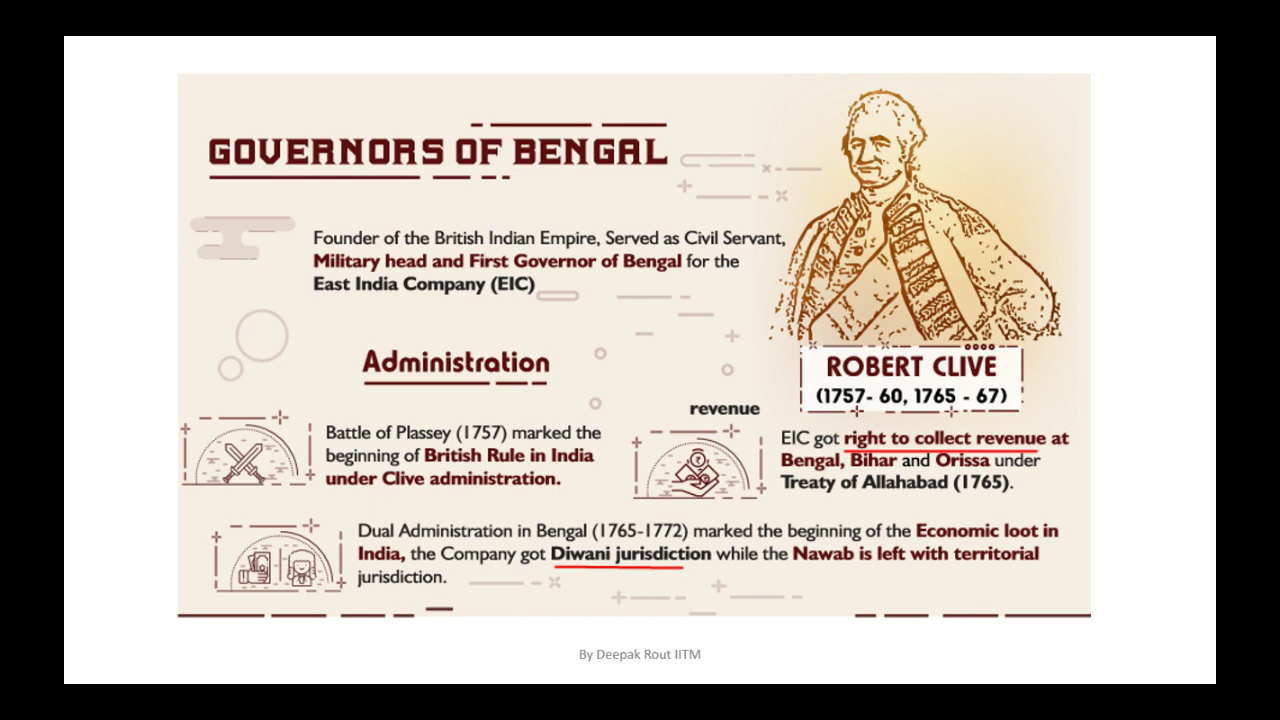 GOVERNORS OF BENGAL
Founder of the British Indian Empire, Served as Civil Servant,
Military head and First Governor of Bengal for the
East India Company (EIC)
ROBERT CLIVE
(1757- 60, 1765 - 67)
Administration
Battle of Plassey (1757) marked the
beginning of British Rule in India
under Clive administration.
revenue
EIC got right to collect revenue at
Bengal, Bihar and Orissa under
Treaty of Allahabad (1765).
Dual Administration in Bengal (1765-1772) marked the beginning of the Economic loot in
India, the Company got Diwani jurisdiction while the Nawab is left with territorial
jurisdiction.
By Deepak Rout IITM